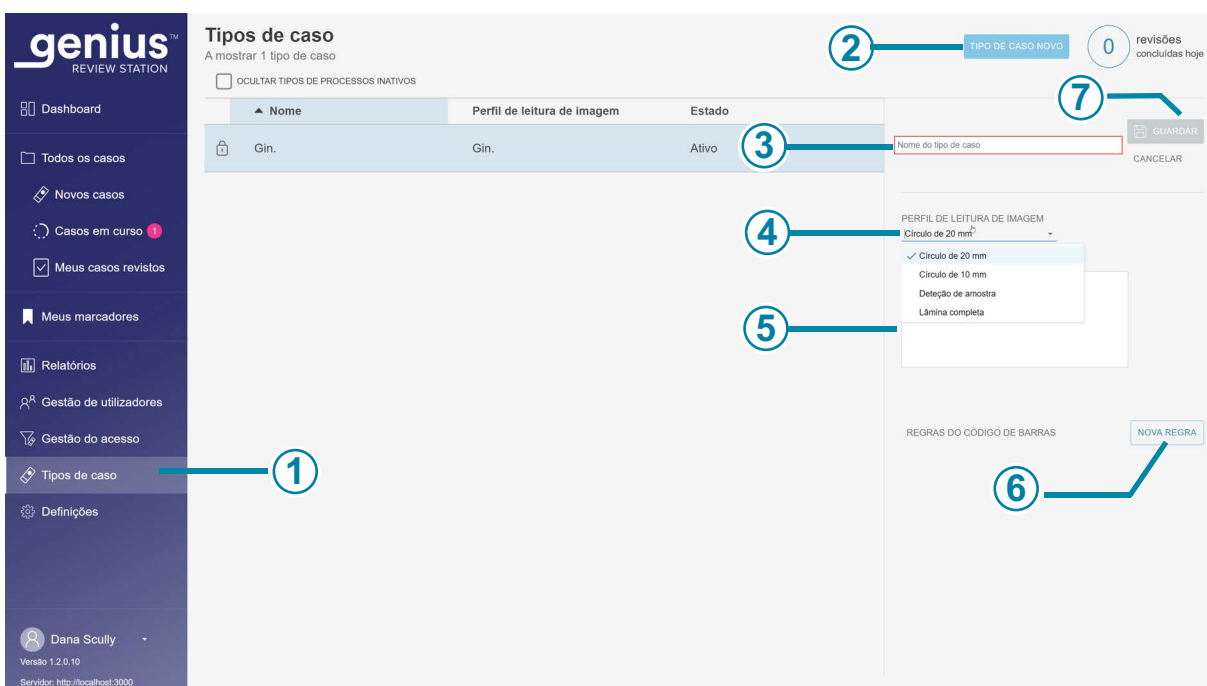 genius™
REVIEW STATION
Dashboard
Todos os casos
Novos casos
Casos em curso 1
Meus casos revistos
Meus marcadores
Relatórios
Gestão de utilizadores
Gestão do acesso
Tipos de caso
Definições
Dana Scully
Versão 1.2.0.10
Servidor: http://localhost:3000
Tipos de caso
A mostrar 1 tipo de caso
OCULTAR TIPOS DE PROCESSOS INATIVOS
Nome Perfil de leitura de imagem Estado
Gin. Gin. Ativo
TIPO DE CASO NOVO
0 revisões
concluídas hoje
GUARDAR
Nome do tipo de caso
CANCELAR
PERFIL DE LEITURA DE IMAGEM
Círculo de 20 mm
Círculo de 20 mm
Círculo de 10 mm
Deteção de amostra
Lâmina completa
REGRAS DO CÓDIGO DE BARRAS
NOVA REGRA
1
2
3
4
5
6
7